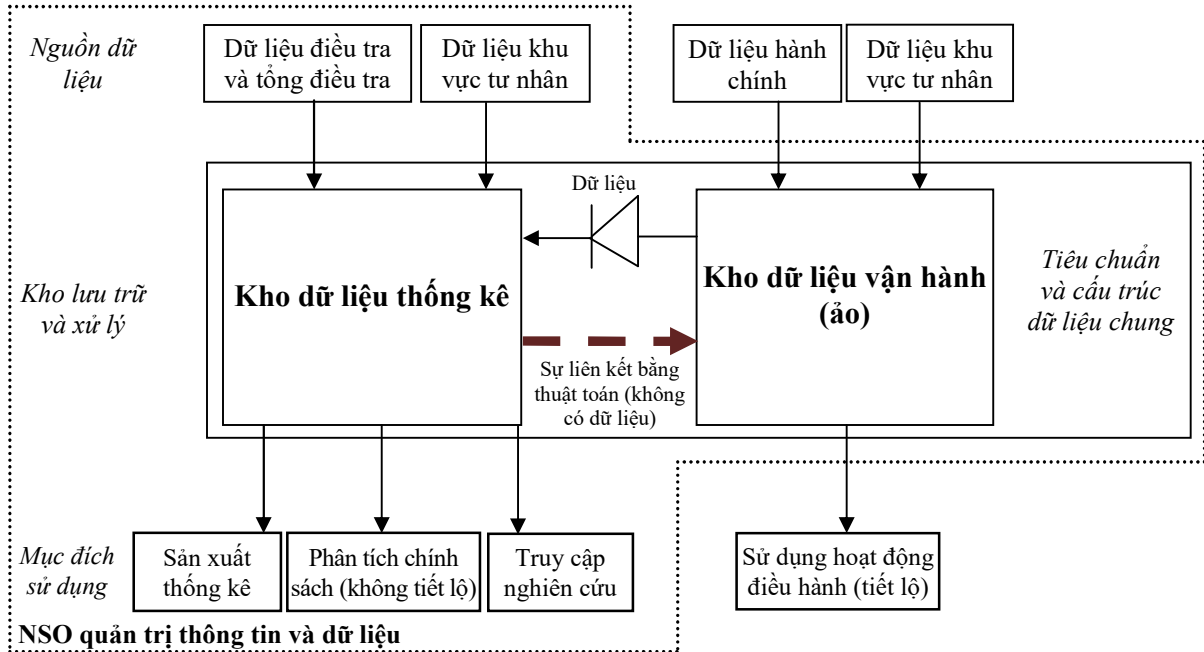 Nguồn dữ
liệu
Dữ liệu điều tra
và tổng điều tra
Dữ liệu khu
vực tư nhân
Dữ liệu hành
chính
Dữ liệu khu
vực tư nhân
Kho lưu trữ
và xử lý
Kho dữ liệu thống kê
Dữ liệu
Sự liên kết bằng
thuật toán (không
có dữ liệu)
Kho dữ liệu vận hành
(ảo)
Tiêu chuẩn
và cấu trúc
dữ liệu chung
Mục đích
sử dụng
Sản xuất
thống kê
Phân tích chính
sách (không tiết lộ)
Truy cập
nghiên cứu
Sử dụng hoạt động
điều hành (tiết lộ)
NSO quản trị thông tin và dữ liệu